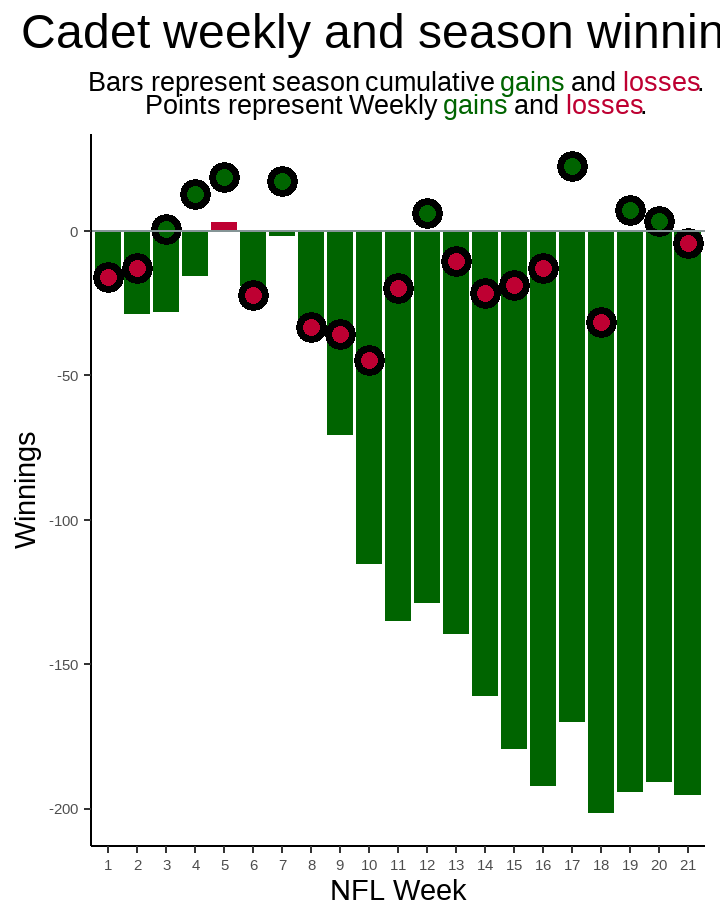 Cadet weekly and season winnin
Bars represent season cumulative gains and losses.
Points represent Weekly gains and losses.
Winnings
0
-50
-100
-150
-200
1 2 3 4 5 6 7 8 9 10 11 12 13 14 15 16 17 18 19 20 21
NFL Week